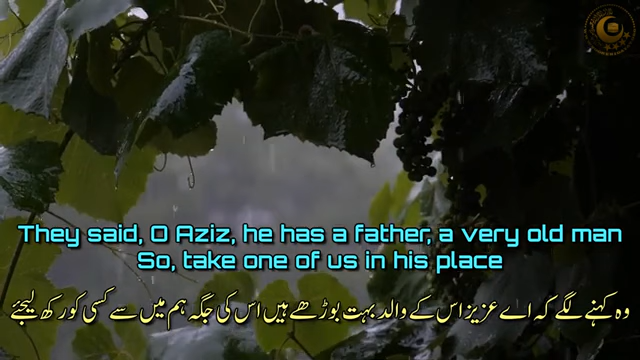 They said, O Aziz, he has a father, a very old man
So, take one of us in his place
وہ کہنے لگے کہ اے عزیز اس کے والد بہت بوڑھے ہیں اس کی جگہ ہم میں سے کسی کو رکھ لیجئے